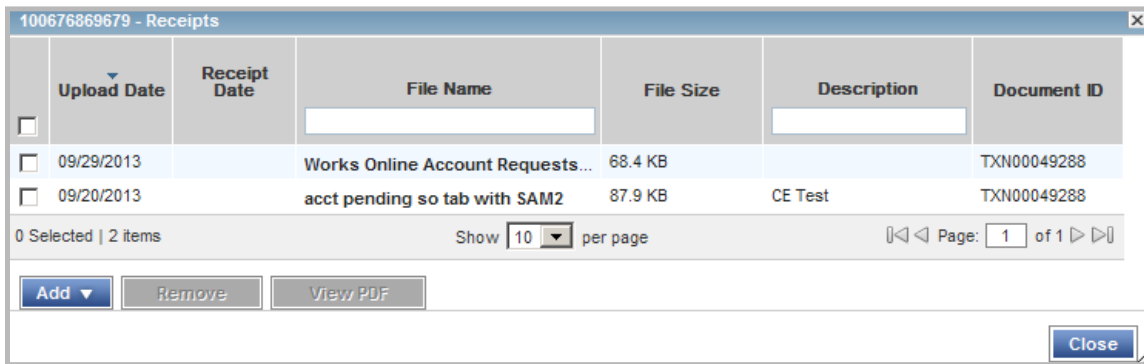 100676869679 - Receipts
Upload Date
Receipt
Date
File Name
File Size
Description
Document ID
09/29/2013 Works Online Account Requests... 68.4 KB TXN00049288
09/20/2013 acct pending so tab with SAM2 87.9 KB CE Test TXN00049288
0 Selected | 2 items Show 10 per page Page: 1 of 1
Add Remove View PDF
Close